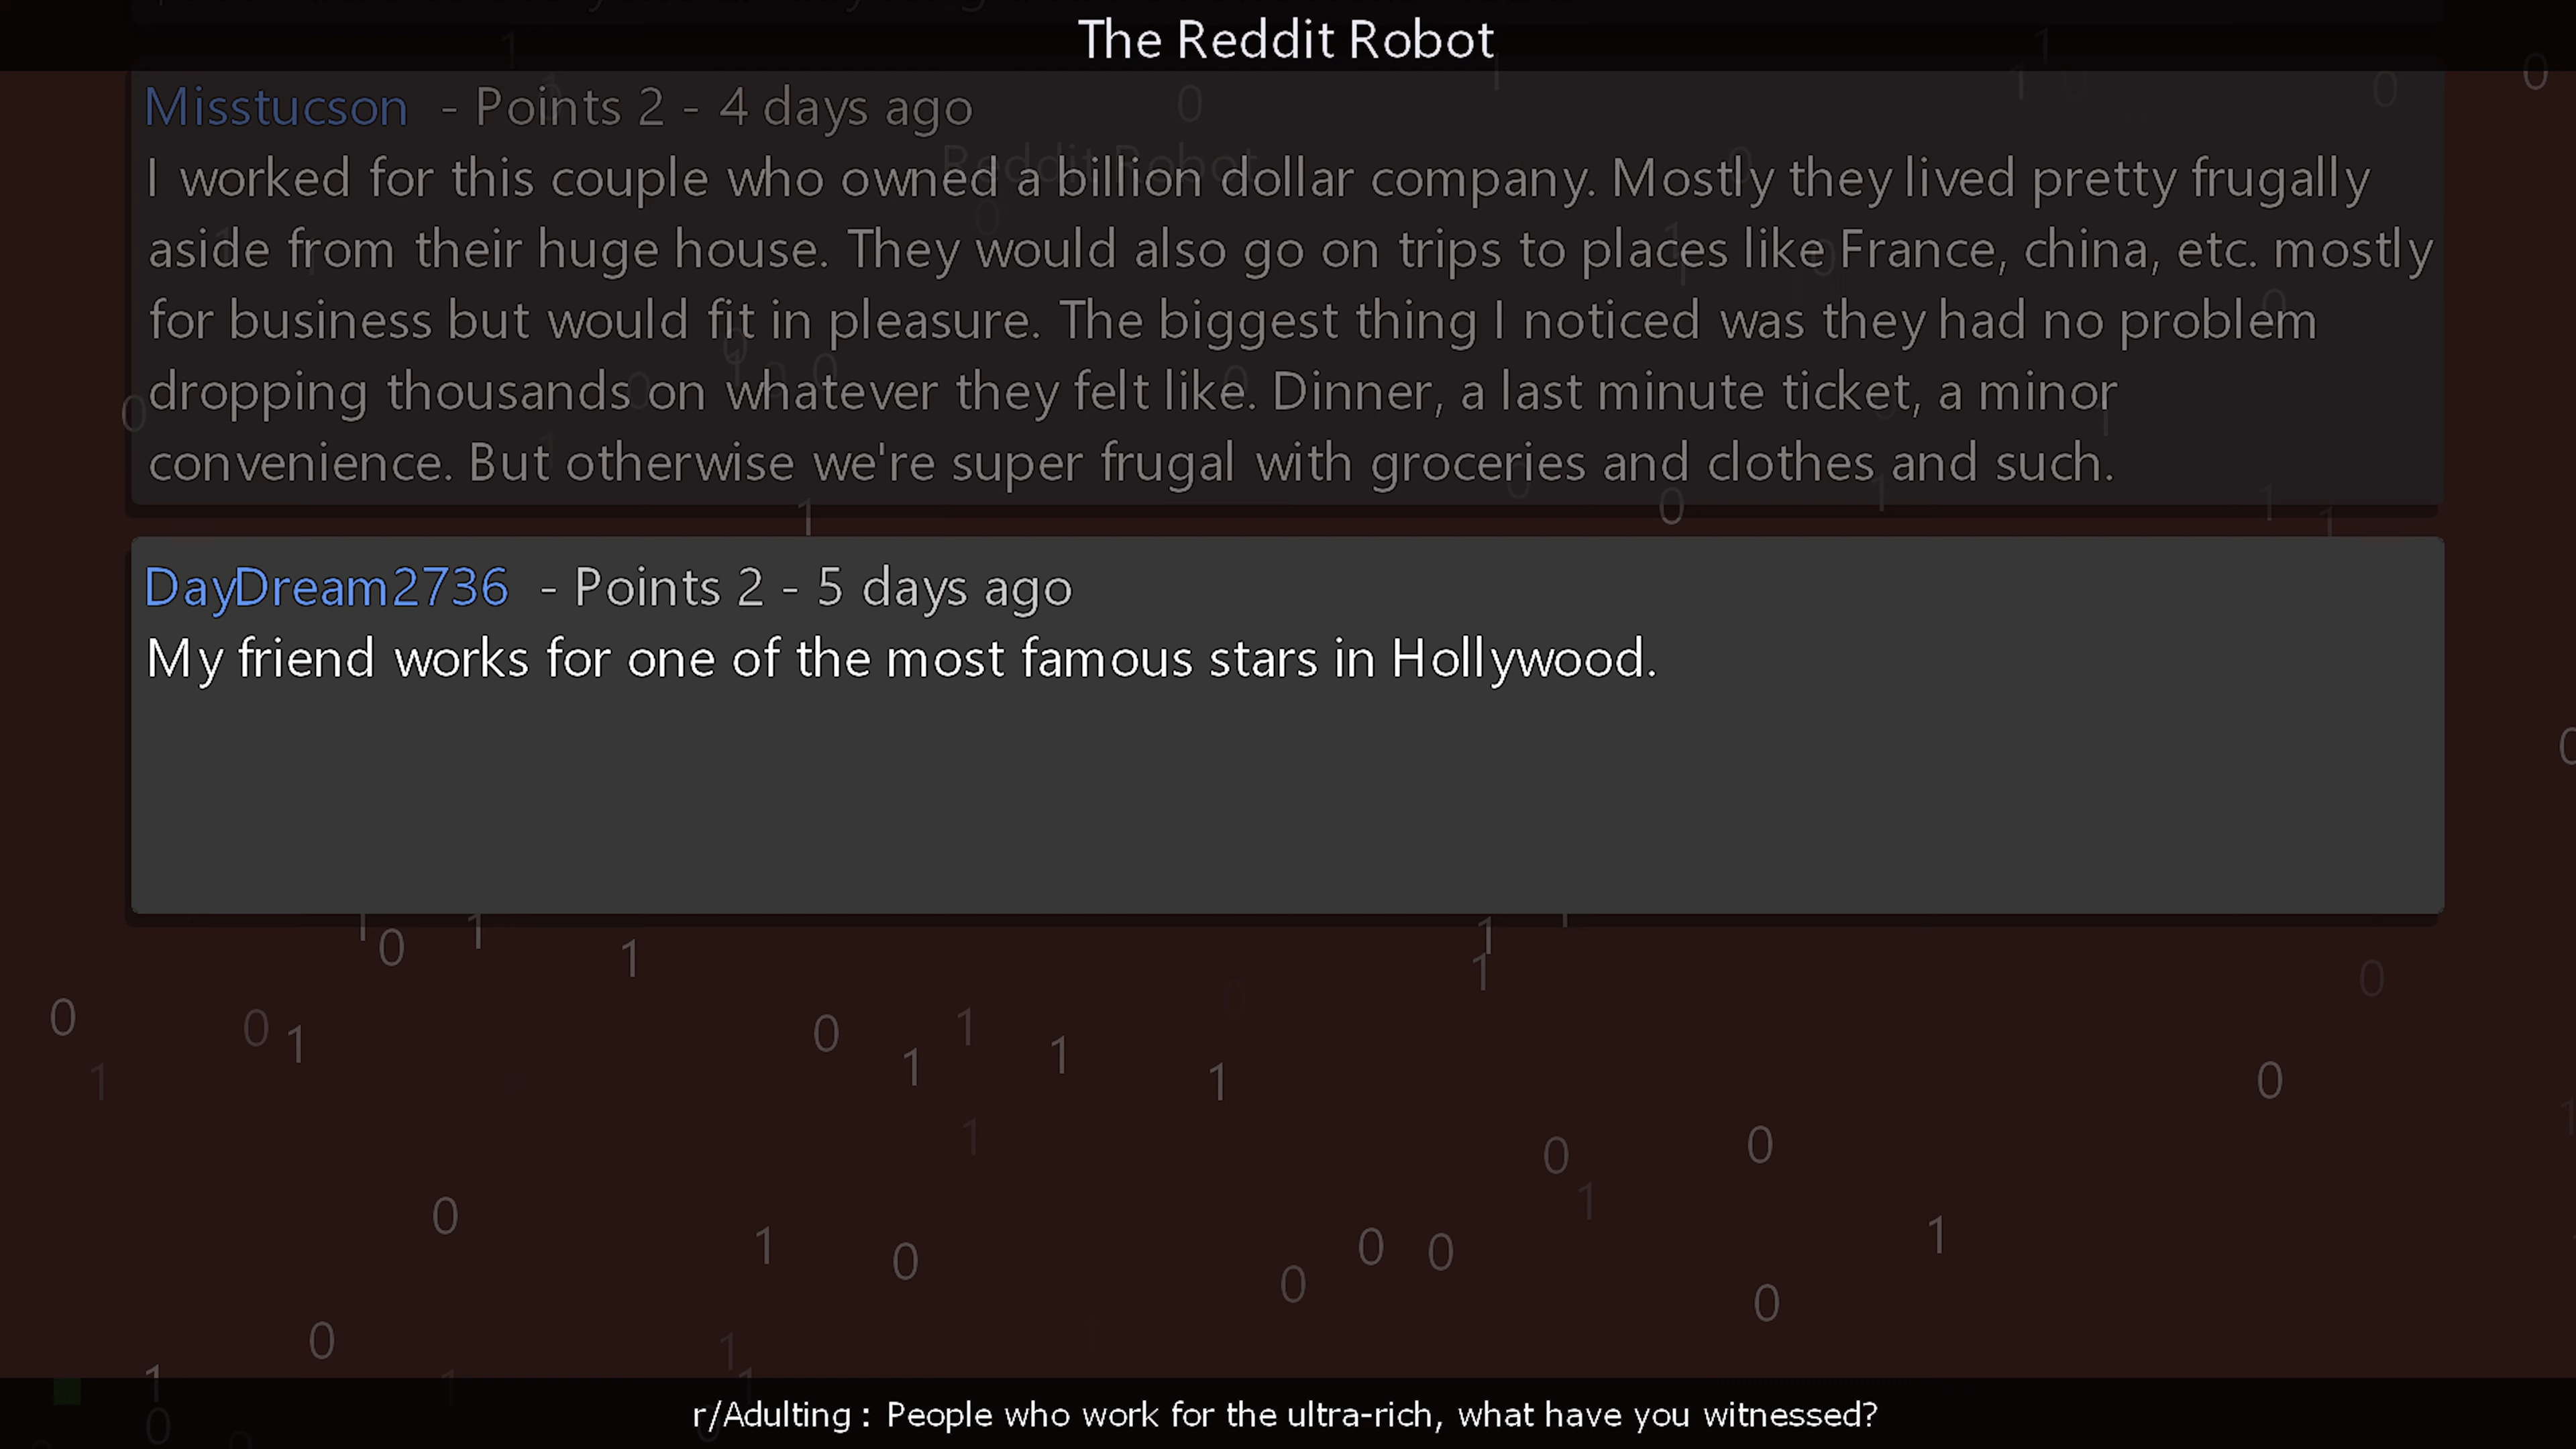 The Reddit Robot
Misstucson - Points 2 - 4 days ago
Reddit Robot
I worked for this couple who owned a billion dollar company. Mostly they lived pretty frugally
aside from their huge house. They would also go on trips to places like France, china, etc. mostly
for business but would fit in pleasure. The biggest thing I noticed was they had no problem
dropping thousands on whatever they felt like. Dinner, a last minute ticket, a minor
convenience. But otherwise we're super frugal with groceries and clothes and such.
DayDream2736 - Points 2 - 5 days ago
My friend works for one of the most famous stars in Hollywood.
r/Adulting : People who work for the ultra-rich, what have you witnessed?